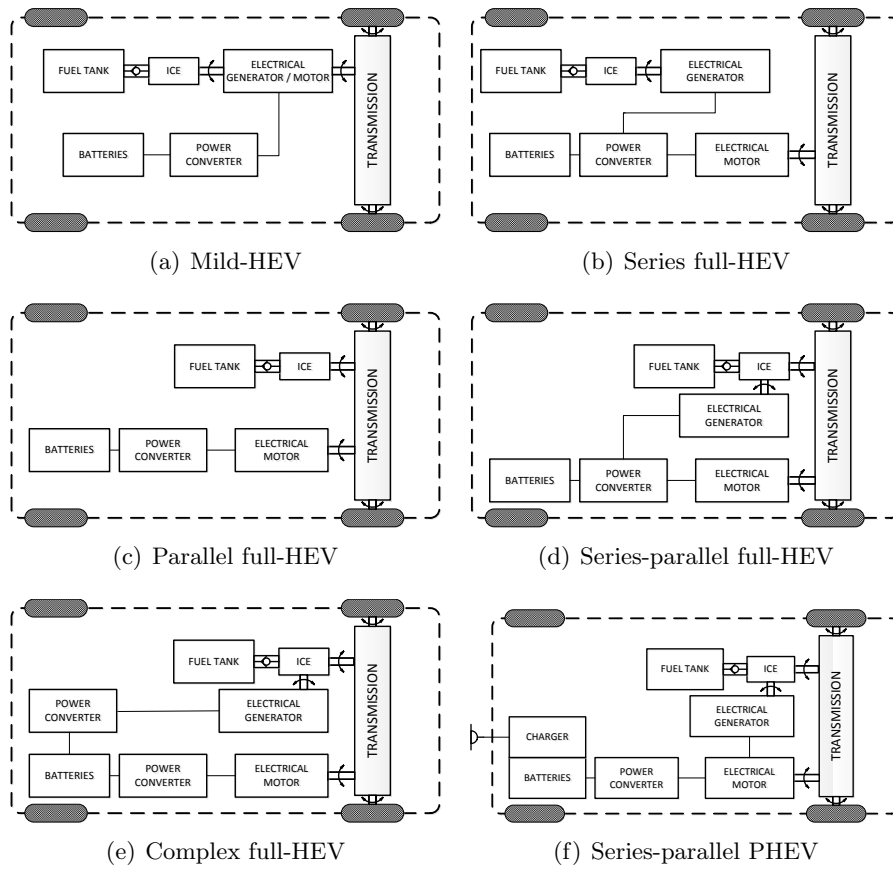 FUEL TANK
ICE
ELECTRICAL
GENERATOR / MOTOR
TRANSMISSION
BATTERIES
POWER
CONVERTER
(a) Mild-HEV
FUEL TANK
ICE
ELECTRICAL
GENERATOR
TRANSMISSION
BATTERIES
POWER
CONVERTER
ELECTRICAL
MOTOR
(b) Series full-HEV
FUEL TANK
ICE
TRANSMISSION
BATTERIES
POWER
CONVERTER
ELECTRICAL
MOTOR
(c) Parallel full-HEV
FUEL TANK
ICE
ELECTRICAL
GENERATOR
TRANSMISSION
BATTERIES
POWER
CONVERTER
ELECTRICAL
MOTOR
(d) Series-parallel full-HEV
FUEL TANK
ICE
POWER
CONVERTER
ELECTRICAL
GENERATOR
TRANSMISSION
BATTERIES
POWER
CONVERTER
ELECTRICAL
MOTOR
(e) Complex full-HEV
FUEL TANK
ICE
ELECTRICAL
GENERATOR
TRANSMISSION
CHARGER
BATTERIES
POWER
CONVERTER
ELECTRICAL
MOTOR
(f) Series-parallel PHEV